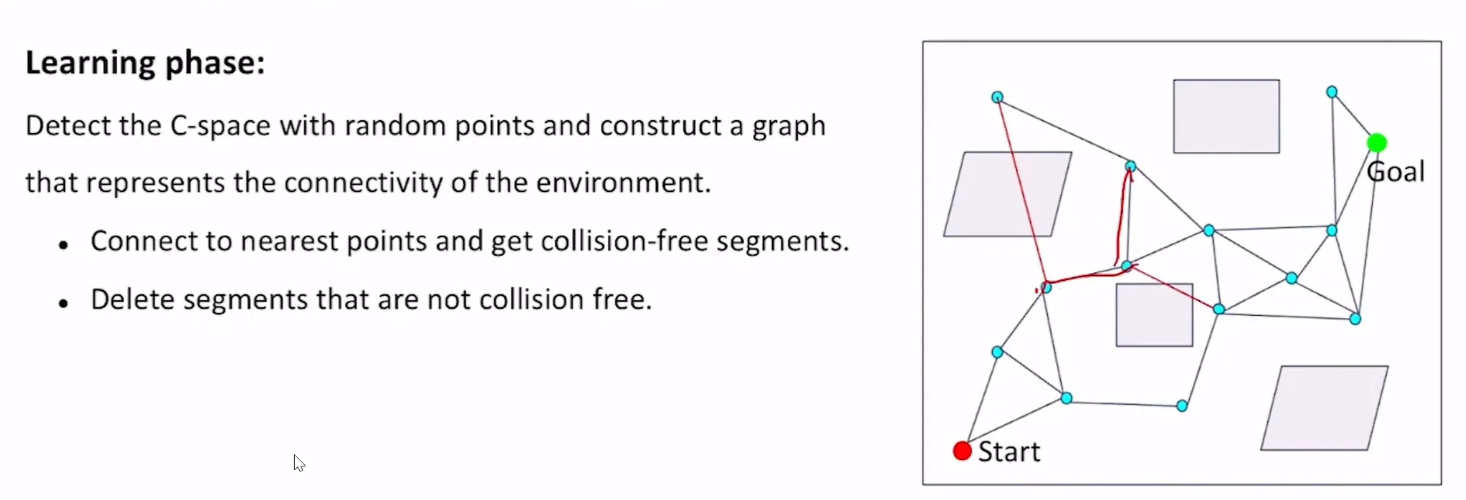 Learning phase:
Detect the C-space with random points and construct a graph
that represents the connectivity of the environment.
• Connect to nearest points and get collision-free segments.
• Delete segments that are not collision free.
Goal
Start